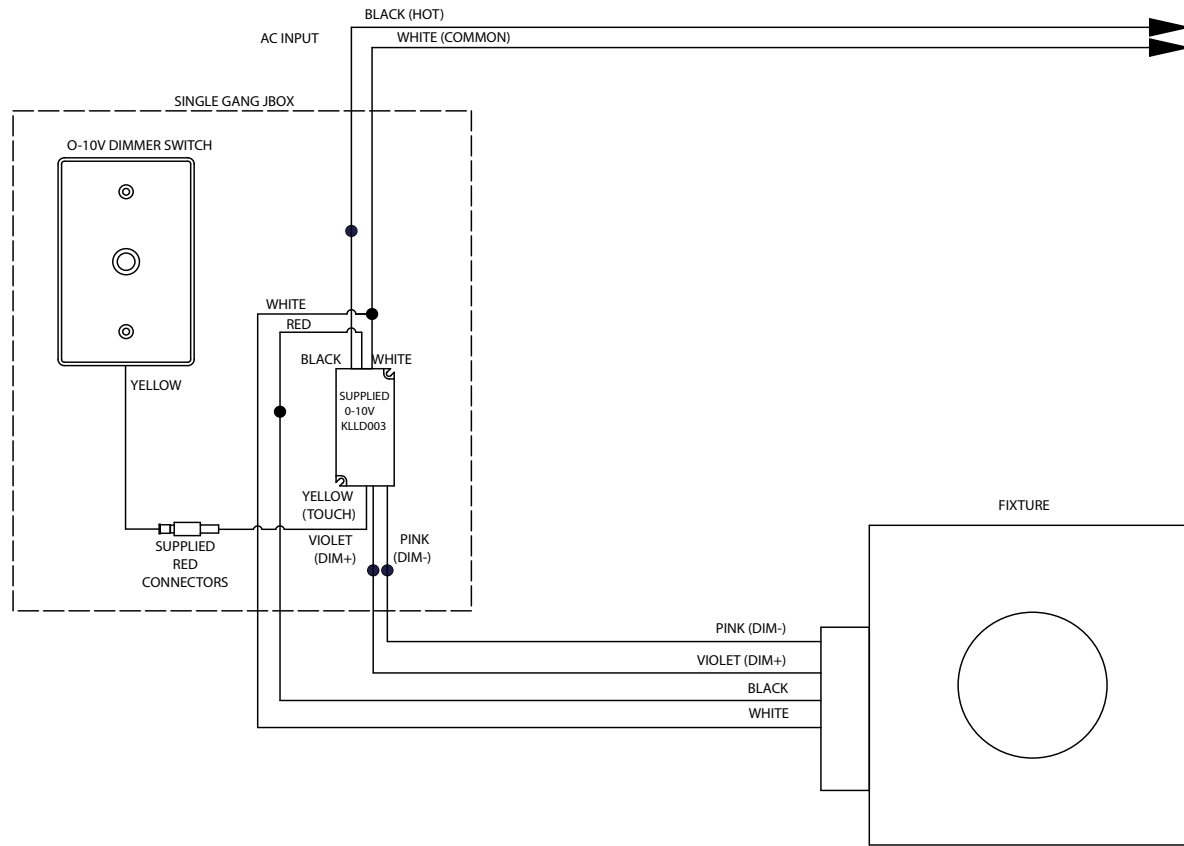 BLACK (HOT)
AC INPUT
WHITE (COMMON)
SINGLE GANG JBOX
O-10V DIMMER SWITCH
WHITE
RED
BLACK
WHITE
YELLOW
SUPPLIED
0-10V
KLLD003
YELLOW
(TOUCH)
VIOLET
(DIM+)
PINK
(DIM-)
SUPPLIED
RED
CONNECTORS
FIXTURE
PINK (DIM-)
VIOLET (DIM+)
BLACK
WHITE